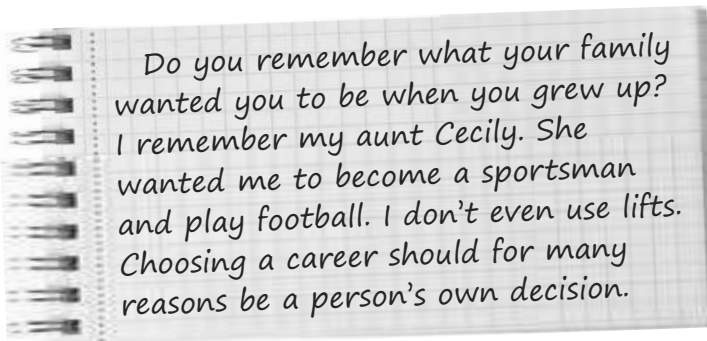 Do you remember what your family
wanted you to be when you grew up?
I remember my aunt Cecily. She
wanted me to become a sportsman
and play football. I don't even use lifts.
Choosing a career should for many
reasons be a person's own decision.